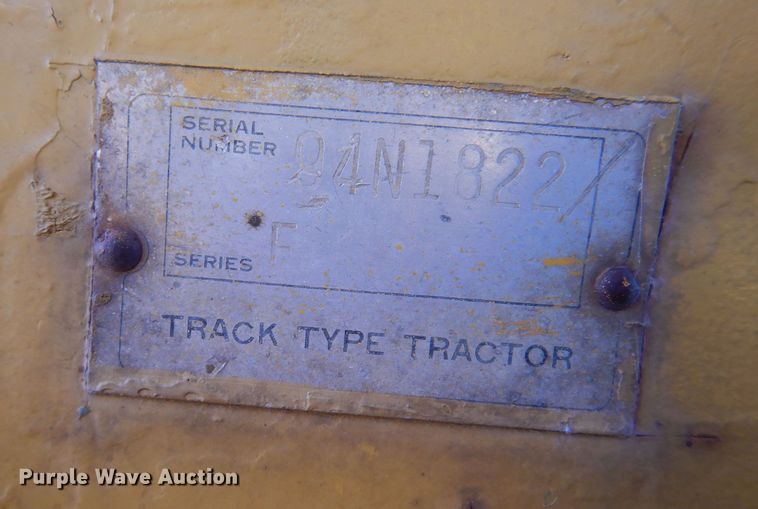 SERIAL
NUMBER 94N1822/
SERIES F
TRACK TYPE TRACTOR
Purple Wave Auction